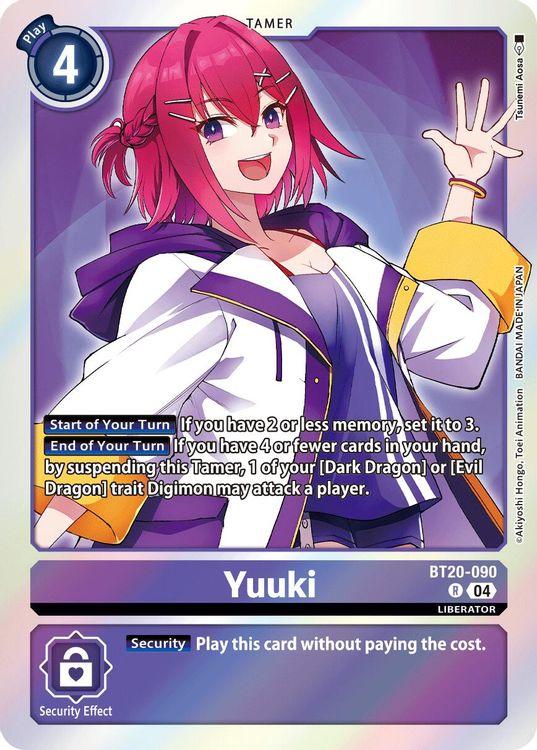 TAMER
Play
4
Tsunemi Aosa
Start of Your Turn If you have 2 or less memory, set it to 3.
End of Your Turn If you have 4 or fewer cards in your hand,
by suspending this Tamer, 1 of your [Dark Dragon] or [Evil
Dragon] trait Digimon may attack a player.
©Akiyoshi Hongo, Toei Animation BANDAI MADE IN JAPAN
Yuuki
BT20-090
R 04
LIBERATOR
Security Play this card without paying the cost.
Security Effect